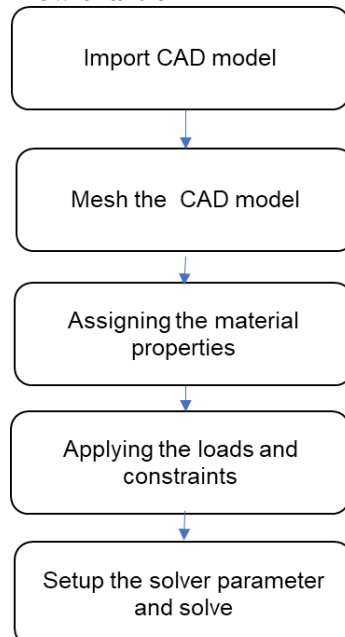 Import CAD model
Mesh the CAD model
Assigning the material
properties
Applying the loads and
constraints
Setup the solver parameter
and solve